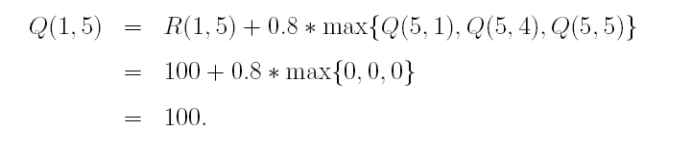 Q(1, 5) = R(1, 5) + 0.8 ∗ max{Q(5, 1), Q(5, 4), Q(5, 5)}
= 100 + 0.8 ∗ max{0, 0, 0}
= 100.